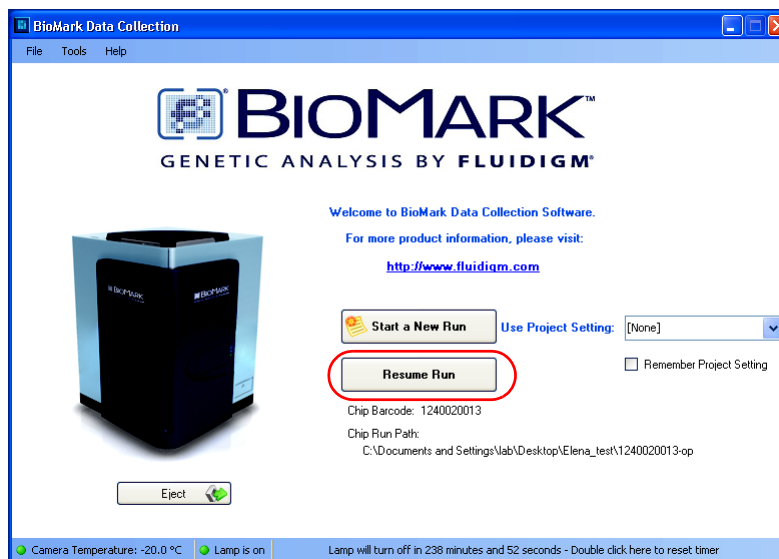 BioMark Data Collection
File Tools Help
BIOMARK™
GENETIC ANALYSIS BY FLUIDIGM®
Welcome to BioMark Data Collection Software.
For more product information, please visit:
http://www.fluidigm.com
BIOMARK BIOMARK
Start a New Run Use Project Setting: [None]
Resume Run Remember Project Setting
Chip Barcode: 1240020013
Chip Run Path:
C:\Documents and Settings\lab\Desktop\Elena_test\1240020013-op
Eject
Camera Temperature: -20.0 °C Lamp is on Lamp will turn off in 238 minutes and 52 seconds - Double click here to reset timer